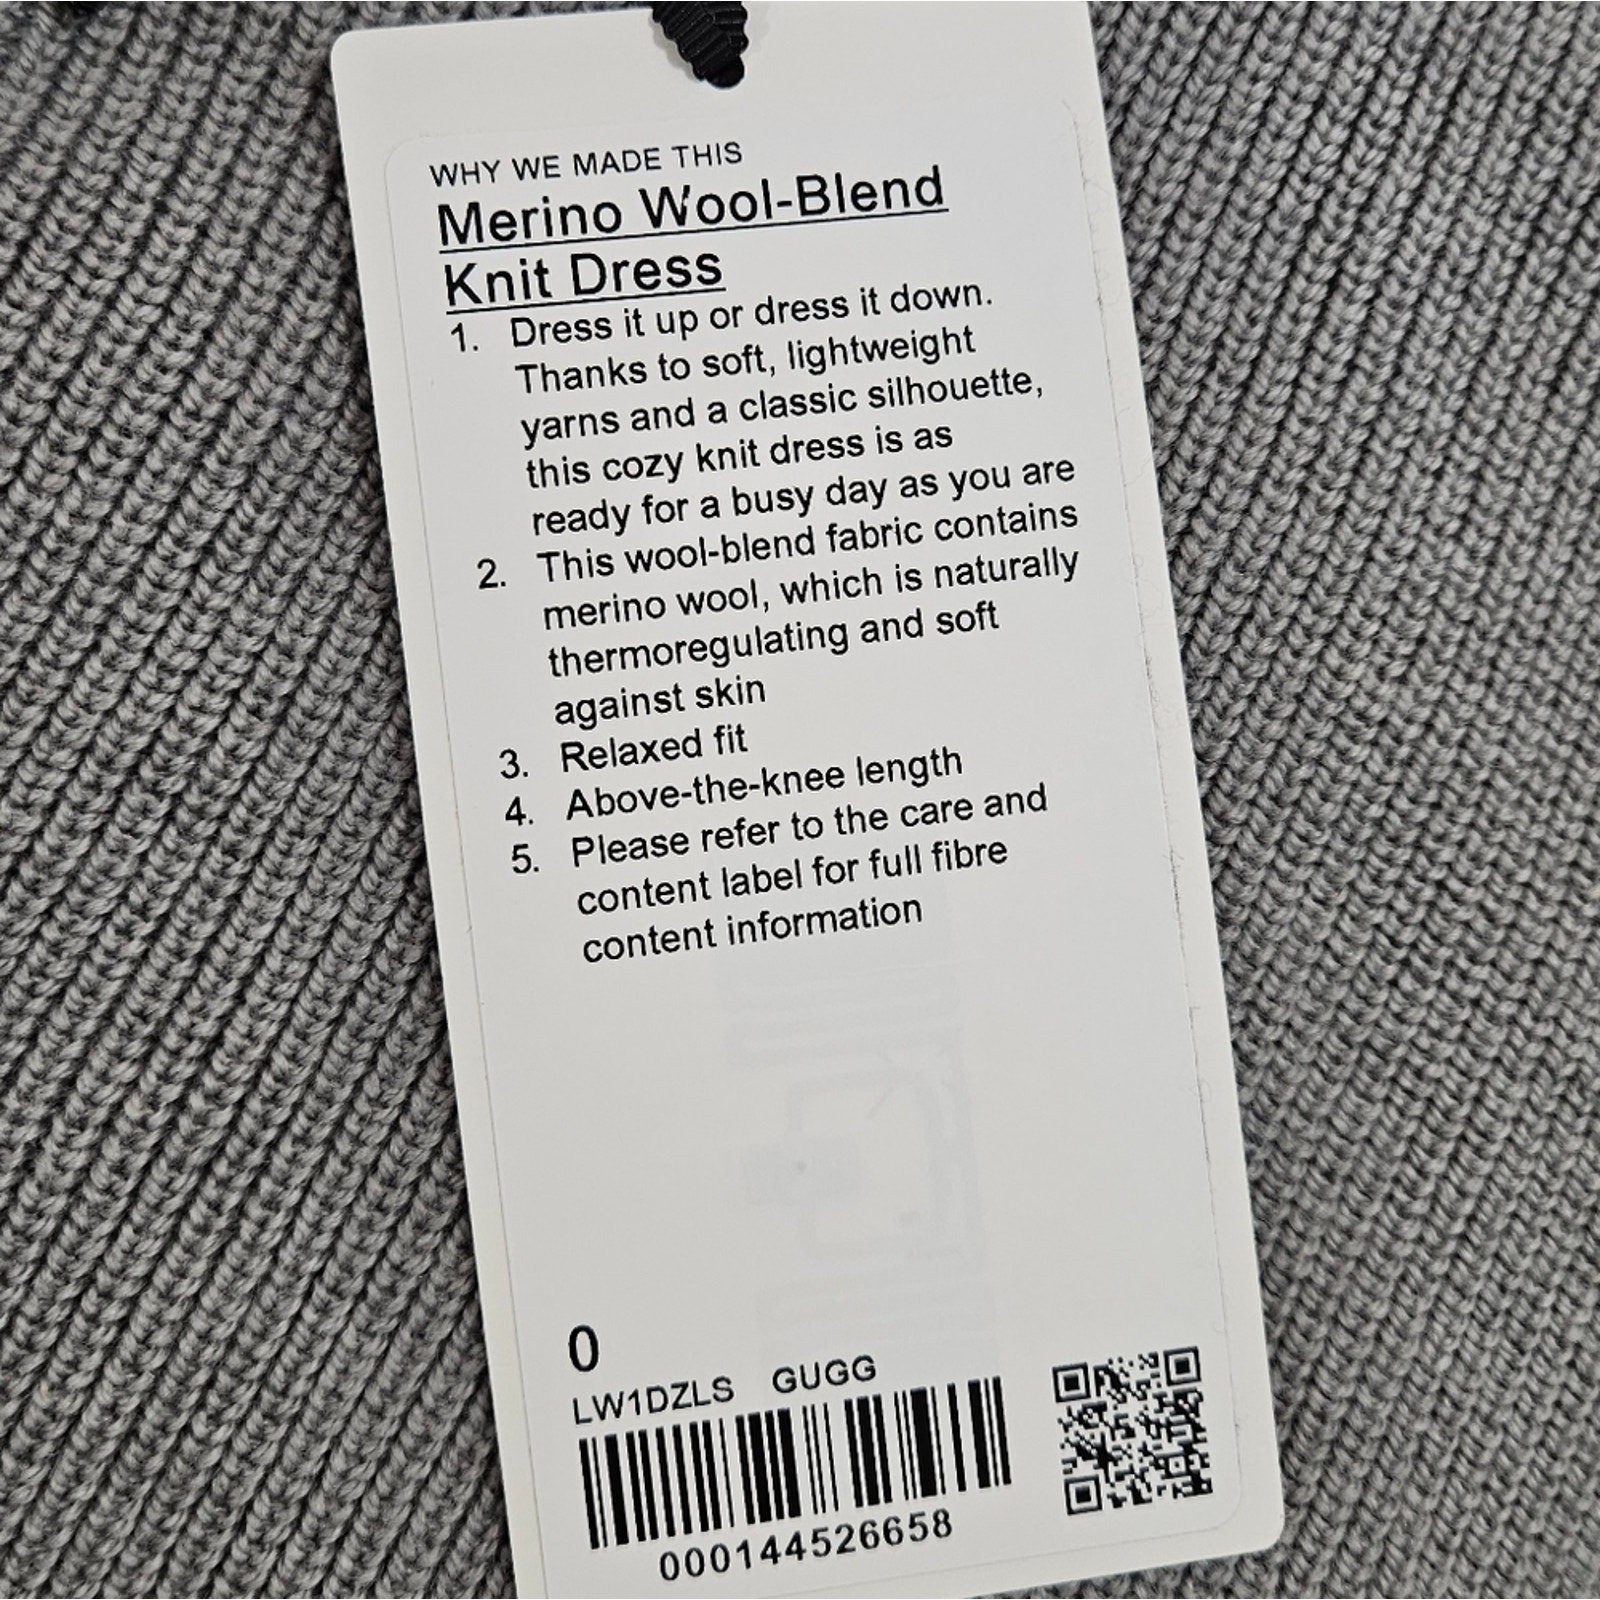 WHY WE MADE THIS
Merino Wool-Blend
Knit Dress
1. Dress it up or dress it down.
Thanks to soft, lightweight
yarns and a classic silhouette,
this cozy knit dress is as
ready for a busy day as you are
2. This wool-blend fabric contains
merino wool, which is naturally
thermoregulating and soft
against skin
3. Relaxed fit
4. Above-the-knee length
5. Please refer to the care and
content label for full fibre
content information
0
LW1DZLS GUGG
000144526658